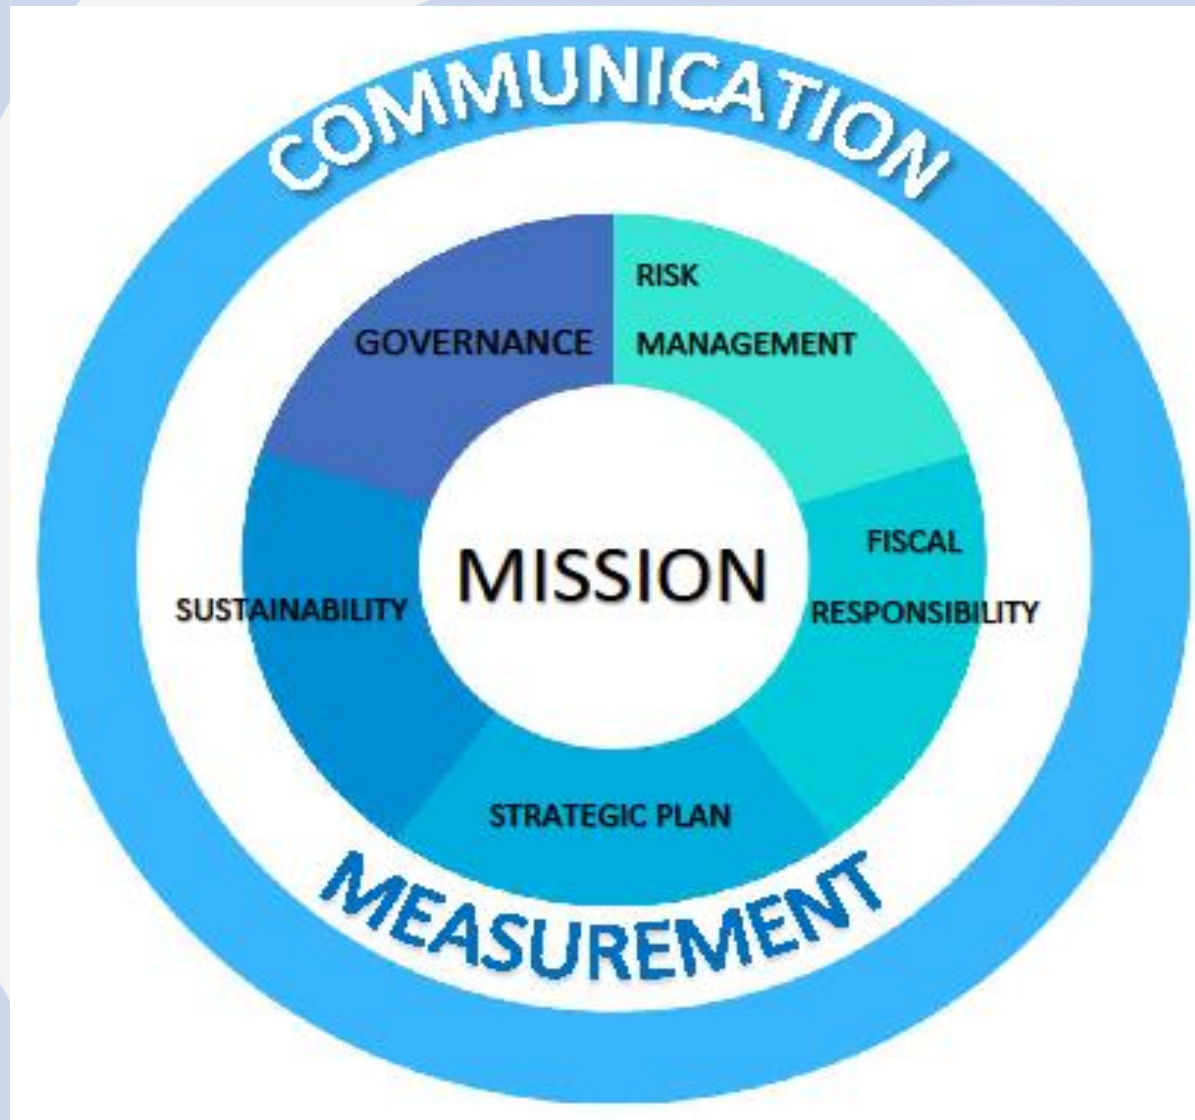 COMMUNICATION
RISK
MANAGEMENT
GOVERNANCE
FISCAL
RESPONSIBILITY
MISSION
SUSTAINABILITY
STRATEGIC PLAN
MEASUREMENT